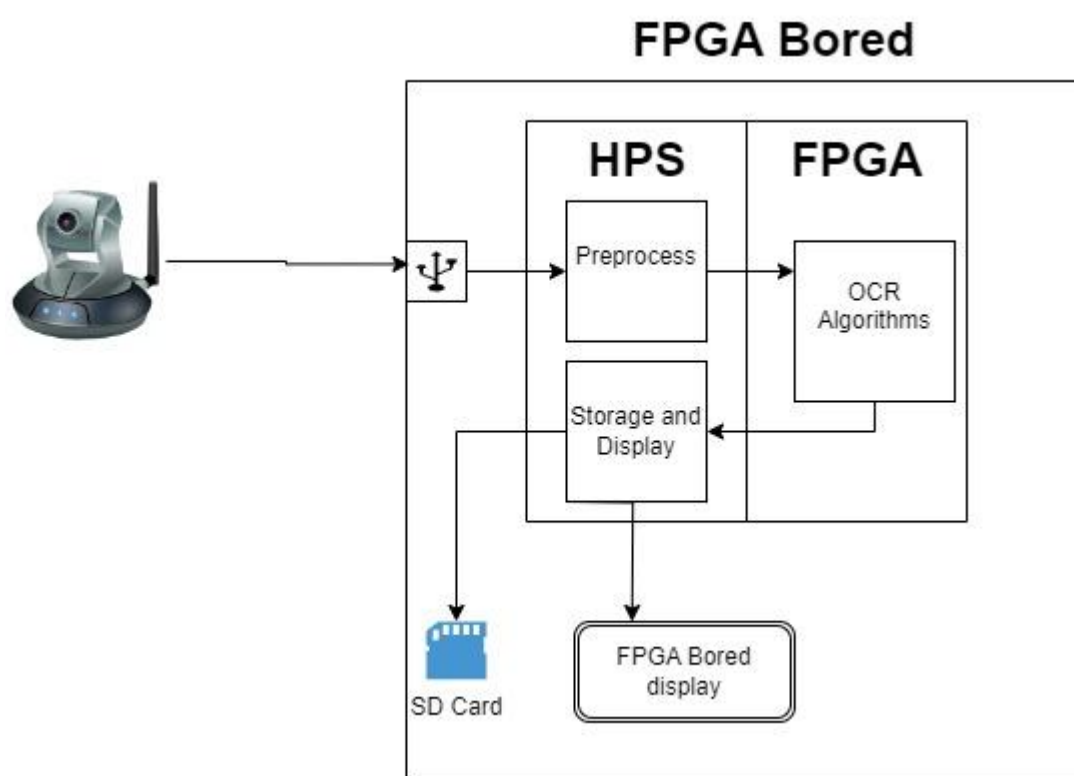 FPGA Bored
HPS
FPGA
Preprocess
OCR
Algorithms
Storage and
Display
SD Card
FPGA Bored
display